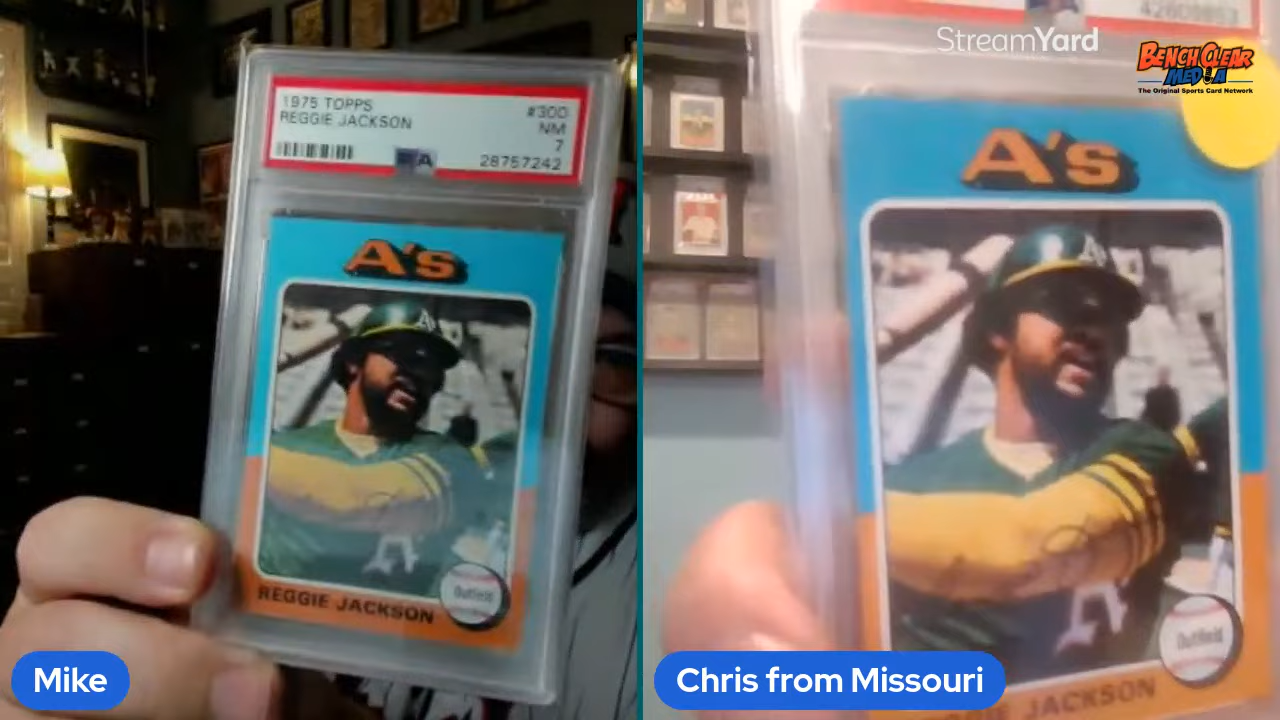 1975 TOPPS #300
REGGIE JACKSON NM
7
28757242
A's
A
REGGIE JACKSON
Outfield
Mike
StreamYard
BENCH CLEAR
MEDIA
The Original Sports Card Network
A's
A
JACKSON
Outfield
Chris from Missouri